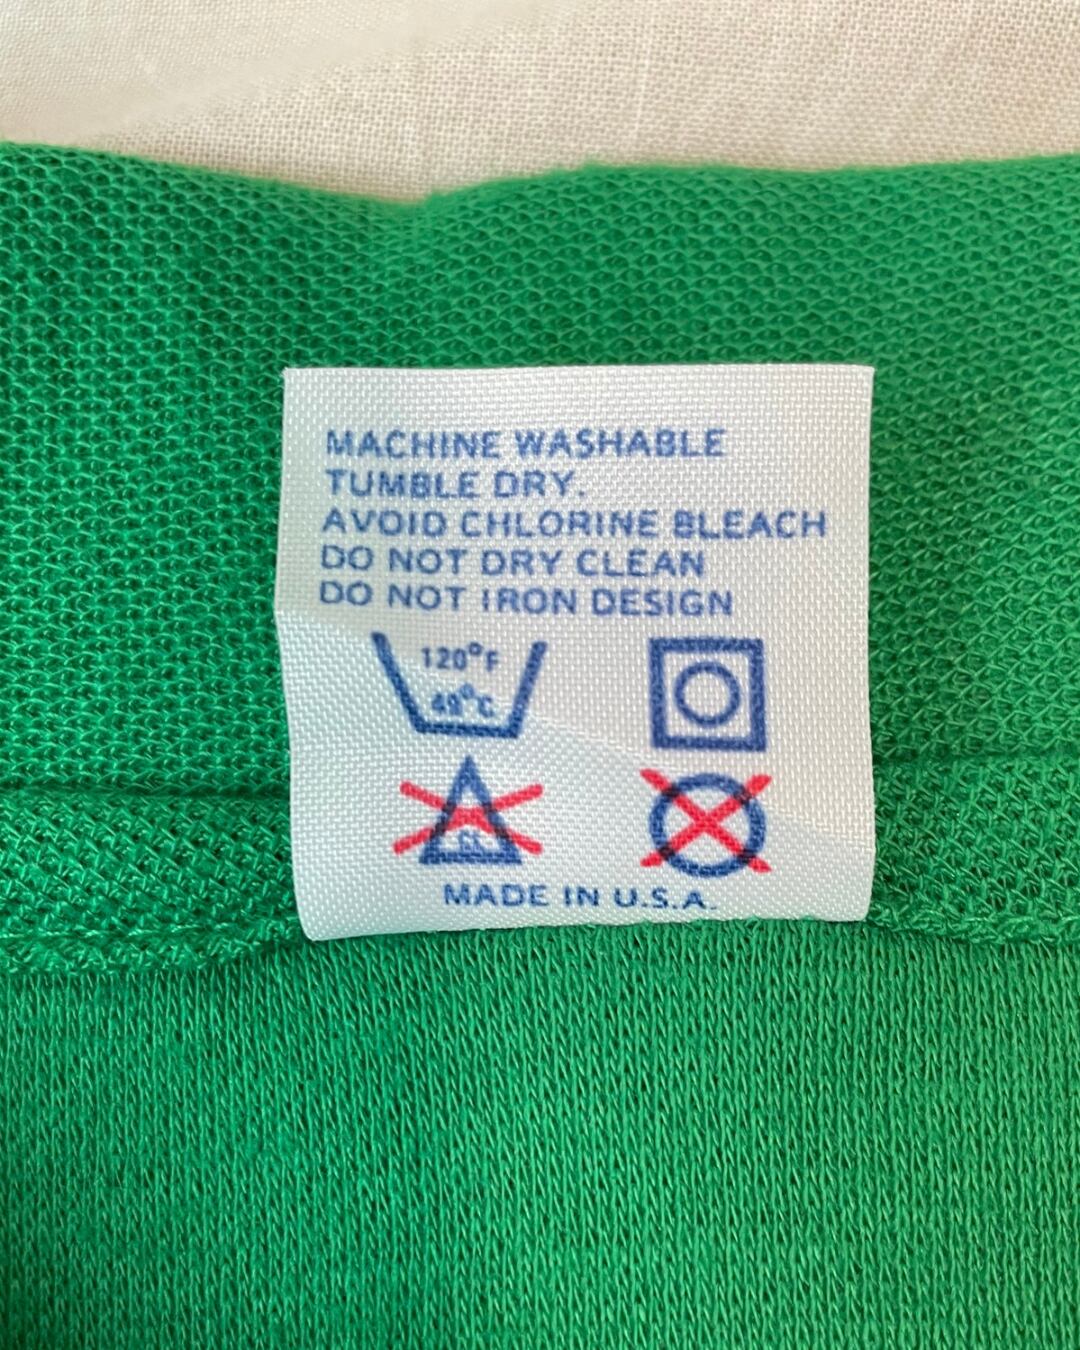 MACHINE WASHABLE
TUMBLE DRY.
AVOID CHLORINE BLEACH
DO NOT DRY CLEAN
DO NOT IRON DESIGN
120°F
49°C
CL
MADE IN U.S.A.